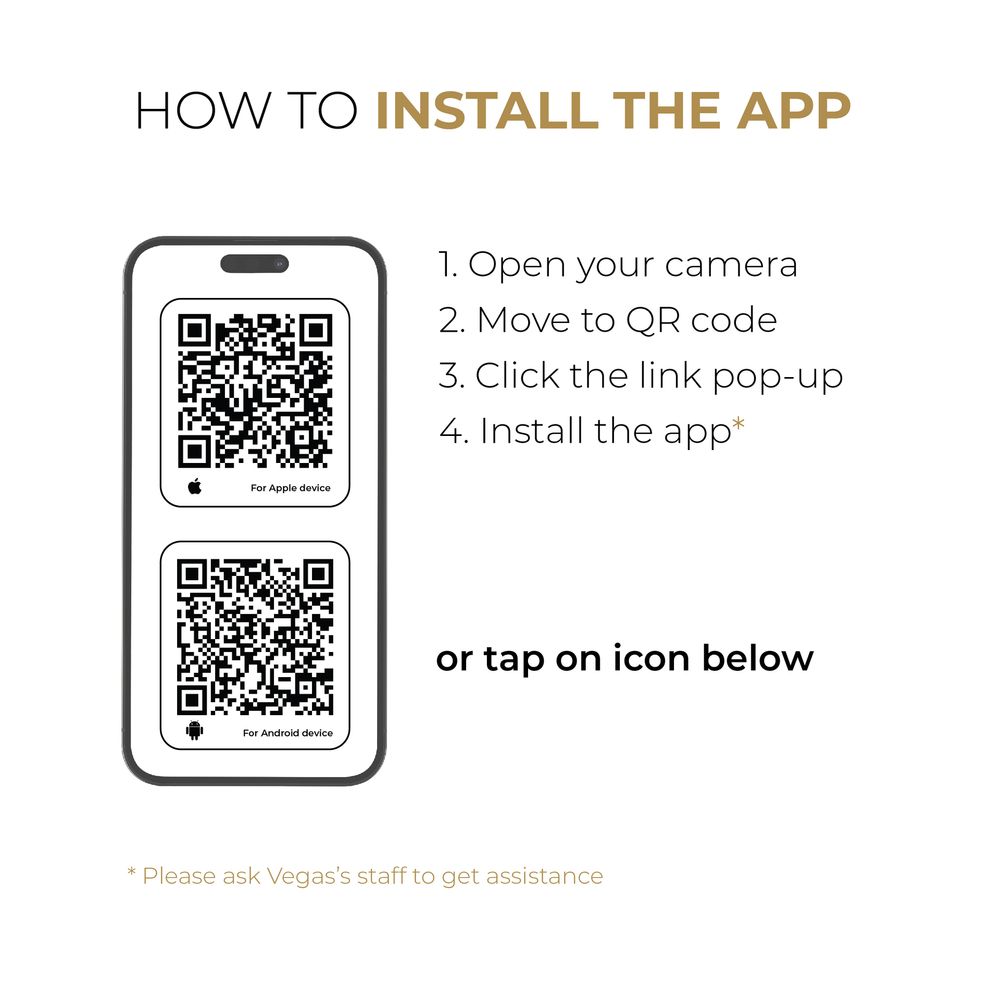 HOW TO INSTALL THE APP
1. Open your camera
2. Move to QR code
3. Click the link pop-up
4. Install the app*
For Apple device
For Android device
or tap on icon below
* Please ask Vegas's staff to get assistance